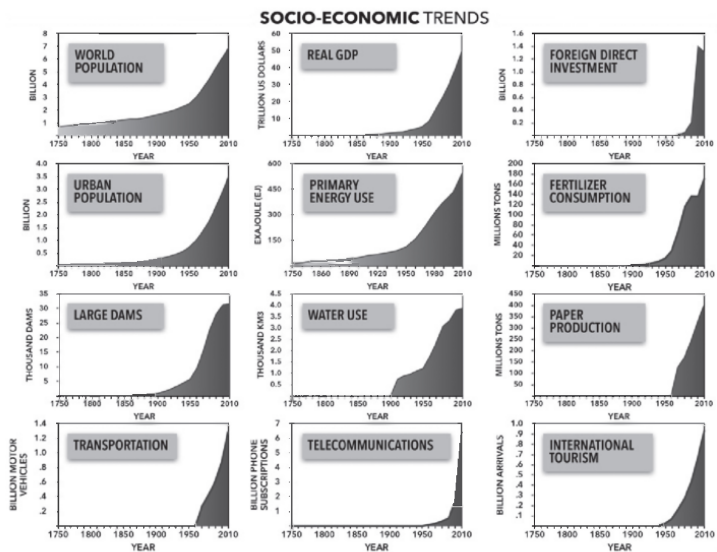 SOCIO-ECONOMIC TRENDS
WORLD
POPULATION
BILLION
8
7
6
5
4
3
2
1
1750 1800 1850 1900 1950 2010
YEAR
REAL GDP
TRILLION US DOLLARS
60
50
40
30
20
10
1750 1800 1850 1900 1950 2010
YEAR
FOREIGN DIRECT
INVESTMENT
BILLION
1.6
1.4
1.2
1.0
0.8
0.6
0.4
0.2
1750 1800 1850 1900 1950 2010
YEAR
URBAN
POPULATION
BILLION
4.0
3.5
3.0
2.5
2.0
1.5
1.0
0.5
1750 1800 1850 1900 1950 2010
YEAR
PRIMARY
ENERGY USE
EXAJOULE (EJ)
600
450
300
150
1750 1860 1890 1920 1950 1980 2010
YEAR
FERTILIZER
CONSUMPTION
MILLIONS TONS
200
180
160
140
120
100
80
60
40
20
1750 1800 1850 1900 1950 2010
YEAR
LARGE DAMS
THOUSAND DAMS
35
30
25
20
15
10
5
1750 1800 1850 1900 1950 2010
YEAR
WATER USE
THOUSAND KM3
4.5
4.0
3.5
3.0
2.5
2.0
1.5
1.0
0.5
1750 1800 1850 1900 1950 2010
YEAR
PAPER
PRODUCTION
MILLIONS TONS
450
400
350
300
250
200
150
100
50
1750 1800 1850 1900 1950 2010
YEAR
TRANSPORTATION
BILLION MOTOR
VEHICLES
1.4
1.2
1.0
.8
.6
.4
.2
1750 1800 1850 1900 1950 2010
YEAR
TELECOMMUNICATIONS
BILLION PHONE
SUBSCRIPTIONS
7
6
5
4
3
2
1
1750 1800 1850 1900 1950 2010
YEAR
INTERNATIONAL
TOURISM
BILLION ARRIVALS
1.0
.9
.8
.7
.6
.5
.4
.3
.2
.1
1750 1800 1850 1900 1950 2010
YEAR